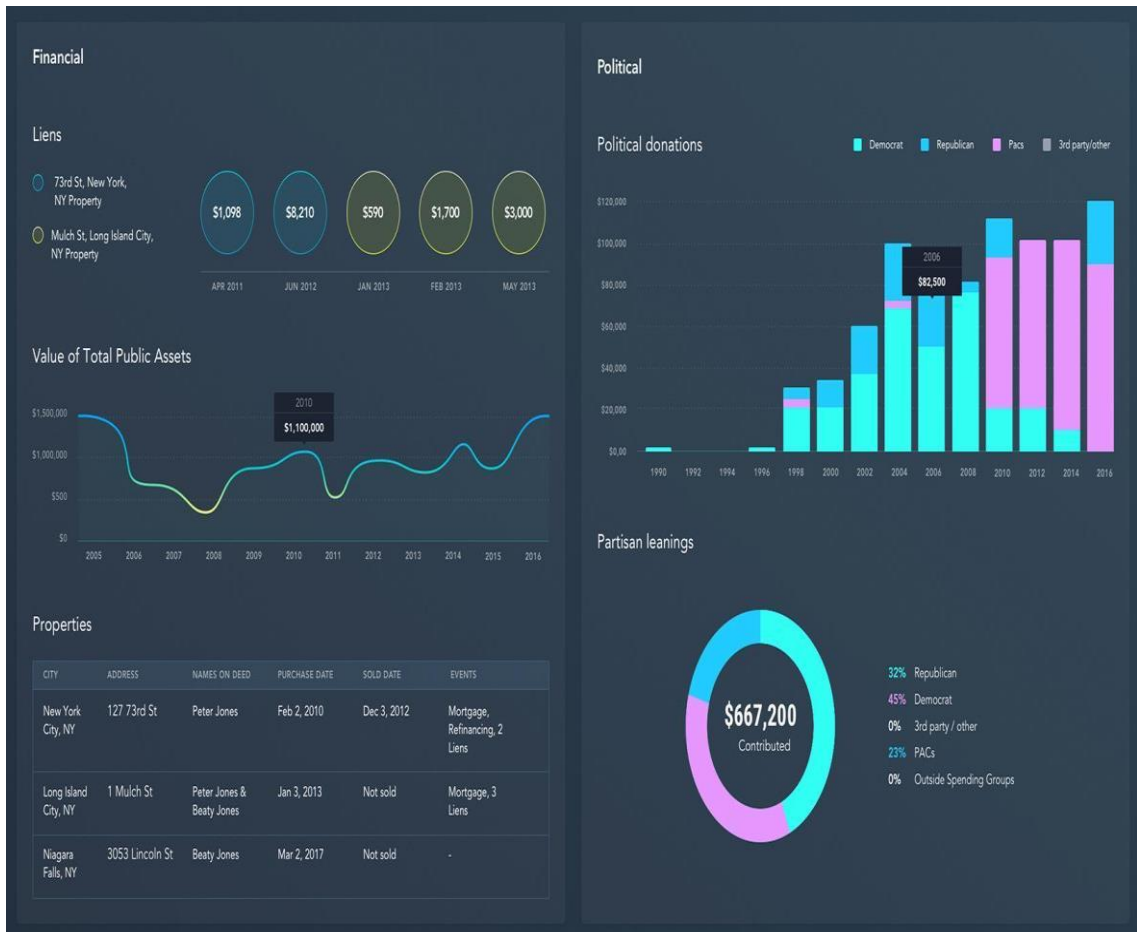 Financial
Liens
73rd St, New York,
NY Property
Mulch St, Long Island City,
NY Property
$1,098
$8,210
$590
$1,700
$3,000
APR 2011
JUN 2012
JAN 2013
FEB 2013
MAY 2013
Value of Total Public Assets
2010
$1,100,000
$1,500,000
$1,000,000
$500
$0
2005 2006 2007 2008 2009 2010 2011 2012 2013 2014 2015 2016
Properties
CITY ADDRESS NAMES ON DEED PURCHASE DATE SOLD DATE EVENTS
New York 127 73rd St Peter Jones Feb 2, 2010 Dec 3, 2012 Mortgage,
City, NY Refinancing, 2
Liens
Long Island 1 Mulch St Peter Jones & Jan 3, 2013 Not sold Mortgage, 3
City, NY Beaty Jones Liens
Niagara 3053 Lincoln St Beaty Jones Mar 2, 2017 Not sold -
Falls, NY
Political
Political donations
Democrat Republican Pacs 3rd party/other
$120,000
$100,000
$80,000
$60,000
$40,000
$20,000
$0,00
2006
$82,500
1990 1992 1994 1996 1998 2000 2002 2004 2006 2008 2010 2012 2014 2016
Partisan leanings
$667,200
Contributed
32% Republican
45% Democrat
0% 3rd party / other
23% PACs
0% Outside Spending Groups